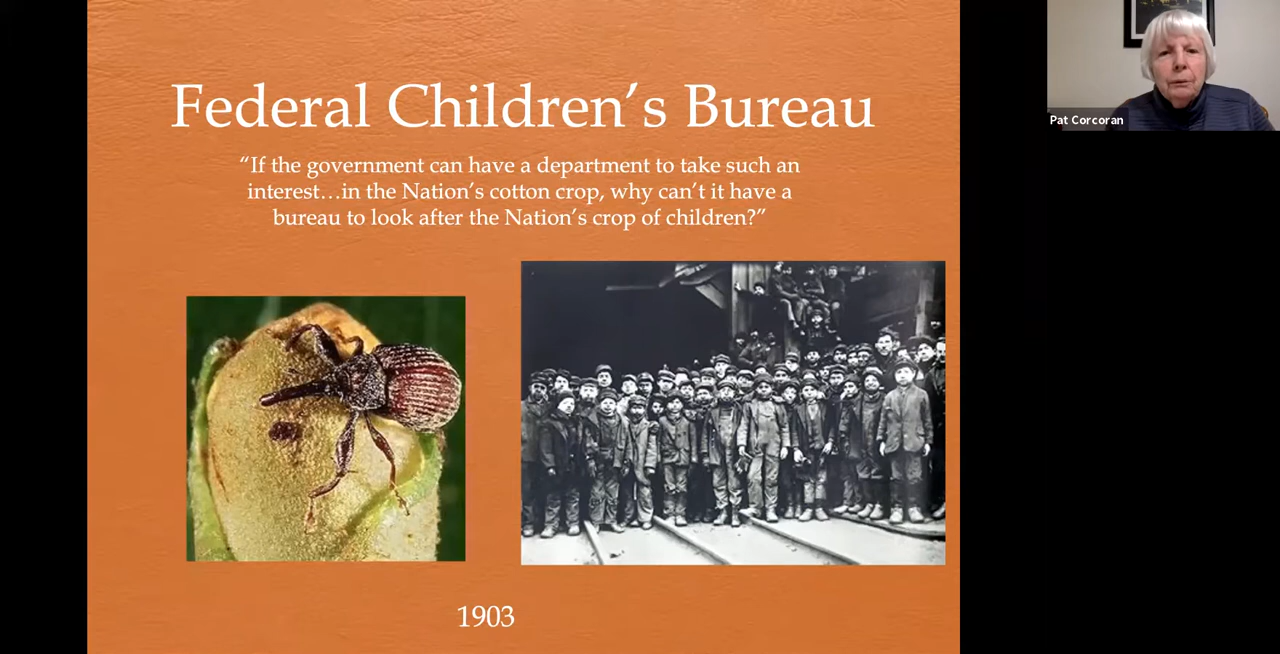 Federal Children’s Bureau
“If the government can have a department to take such an
interest…in the Nation’s cotton crop, why can’t it have a
bureau to look after the Nation’s crop of children?”
1903
Pat Corcoran